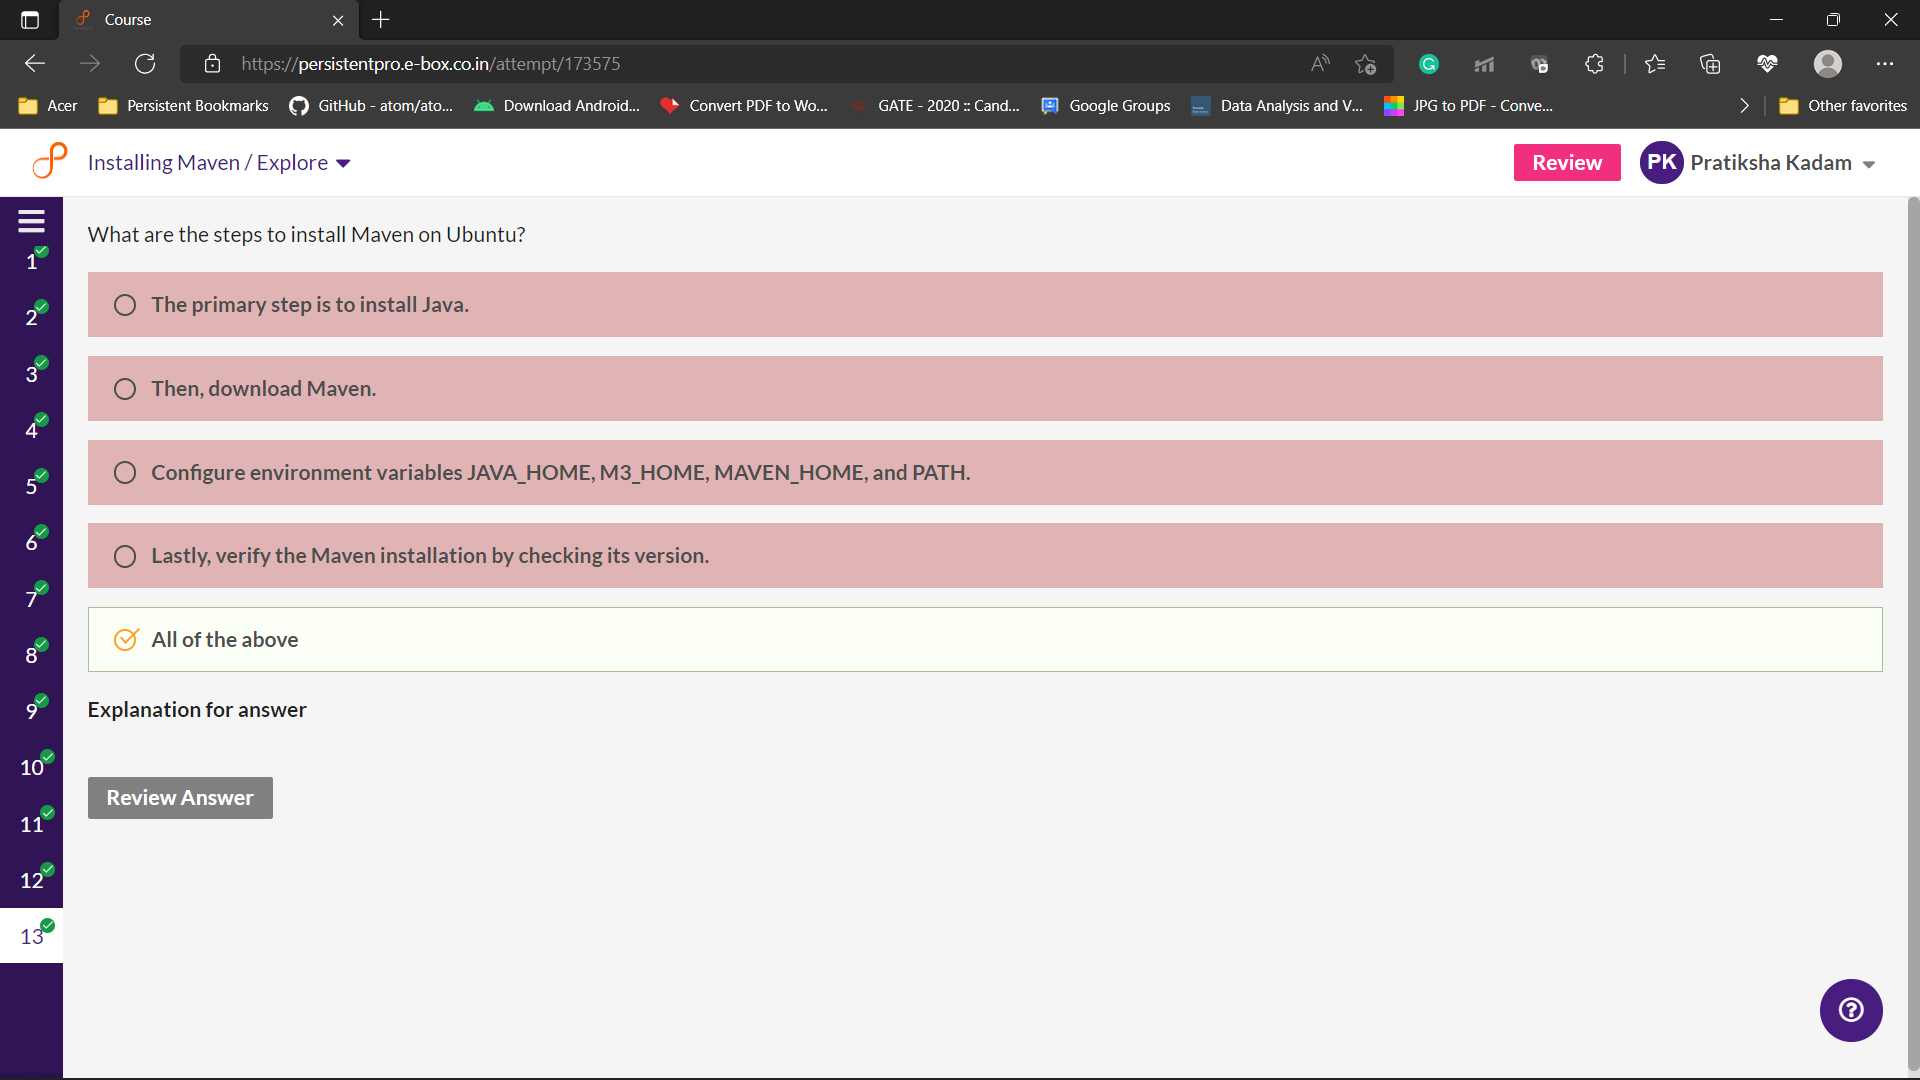 Course
https://persistentpro.e-box.co.in/attempt/173575
Acer
Persistent Bookmarks
GitHub - atom/ato...
Download Android...
Convert PDF to Wo...
GATE - 2020 :: Cand...
Google Groups
Data Analysis and V...
JPG to PDF - Conve...
Other favorites
Installing Maven / Explore
Review
PK
Pratiksha Kadam
What are the steps to install Maven on Ubuntu?
The primary step is to install Java.
Then, download Maven.
Configure environment variables JAVA_HOME, M3_HOME, MAVEN_HOME, and PATH.
Lastly, verify the Maven installation by checking its version.
All of the above
Explanation for answer
Review Answer
1
2
3
4
5
6
7
8
9
10
11
12
13